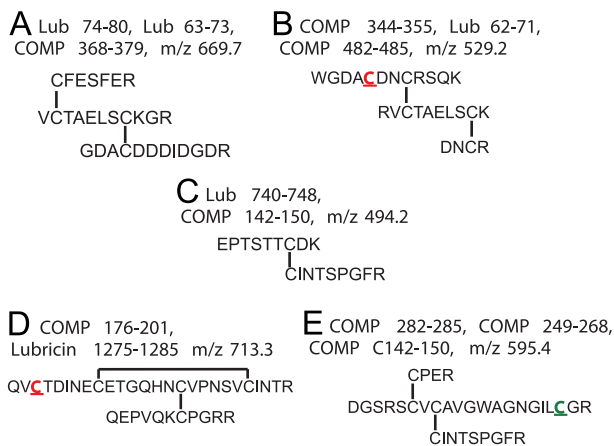 A Lub 74-80, Lub 63-73,
COMP 368-379, m/z 669.7
CFESFER
VCTAELSCKGR
GDACDDDIDGDR
B COMP 344-355, Lub 62-71,
COMP 482-485, m/z 529.2
WGDACDNCRSQK
RVCTAELSCK
DNCR
C Lub 740-748,
COMP 142-150, m/z 494.2
EPTSTTCDK
CINTSPGFR
D COMP 176-201,
Lubricin 1275-1285 m/z 713.3
QVCTDINECETGQHNCVPNSVCINTR
QEPVQKCPGRR
E COMP 282-285, COMP 249-268,
COMP C142-150, m/z 595.4
CPER
DGSRSCVCAVGWAGNGILCGR
CINTSPGFR